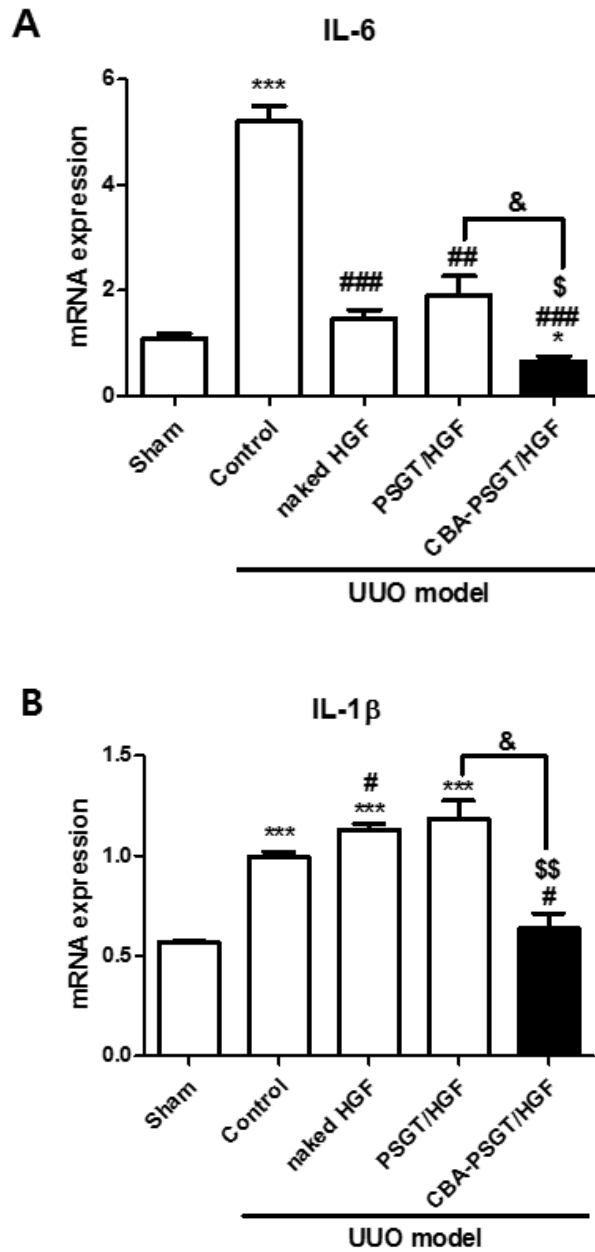 A
IL-6
mRNA expression
6
4
2
0
***
###
##
&
$
###
*
Sham
Control
naked HGF
PSGT/HGF
CBA-PSGT/HGF
UUO model
B
IL-1β
mRNA expression
1.5
1.0
0.5
0.0
***
#
***
***
&
$$
#
Sham
Control
naked HGF
PSGT/HGF
CBA-PSGT/HGF
UUO model